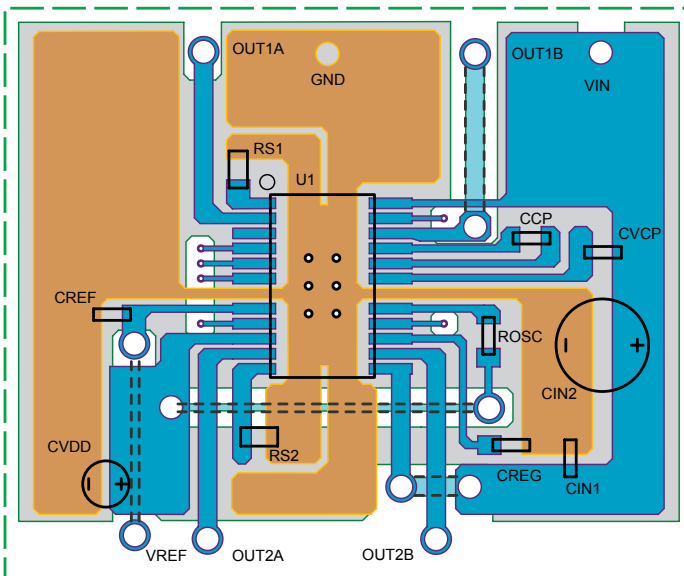 OUT1A
GND
OUT1B
VIN
RS1
U1
CCP
CVCP
CREF
ROSC
CIN2
CVDD
RS2
CREG
CIN1
VREF
OUT2A
OUT2B